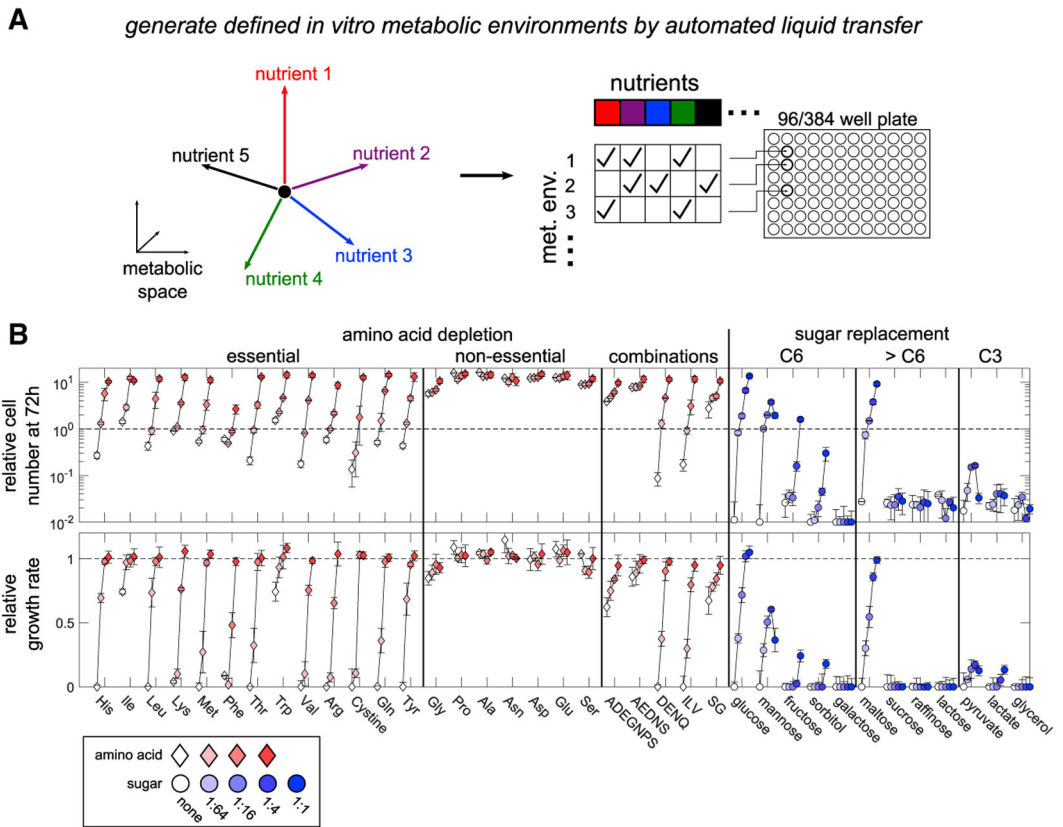 A
generate defined in vitro metabolic environments by automated liquid transfer
nutrient 1
nutrient 2
nutrient 3
nutrient 4
nutrient 5
metabolic
space
nutrients
met. env.
1
2
3
96/384 well plate
B
amino acid depletion
sugar replacement
essential
non-essential
combinations
C6
> C6
C3
relative cell
number at 72h
10¹
10⁰
10⁻¹
10⁻²
relative
growth rate
1
0.5
0
His
Ile
Leu
Lys
Met
Phe
Thr
Trp
Val
Arg
Cystine
Gln
Tyr
Gly
Pro
Ala
Asn
Asp
Glu
Ser
ADEGNPS
AEDNS
DENQ
ILV
SG
glucose
mannose
fructose
sorbitol
galactose
maltose
sucrose
raffinose
lactose
pyruvate
lactate
glycerol
amino acid
sugar
none
1:64
1:16
1:4
1:1